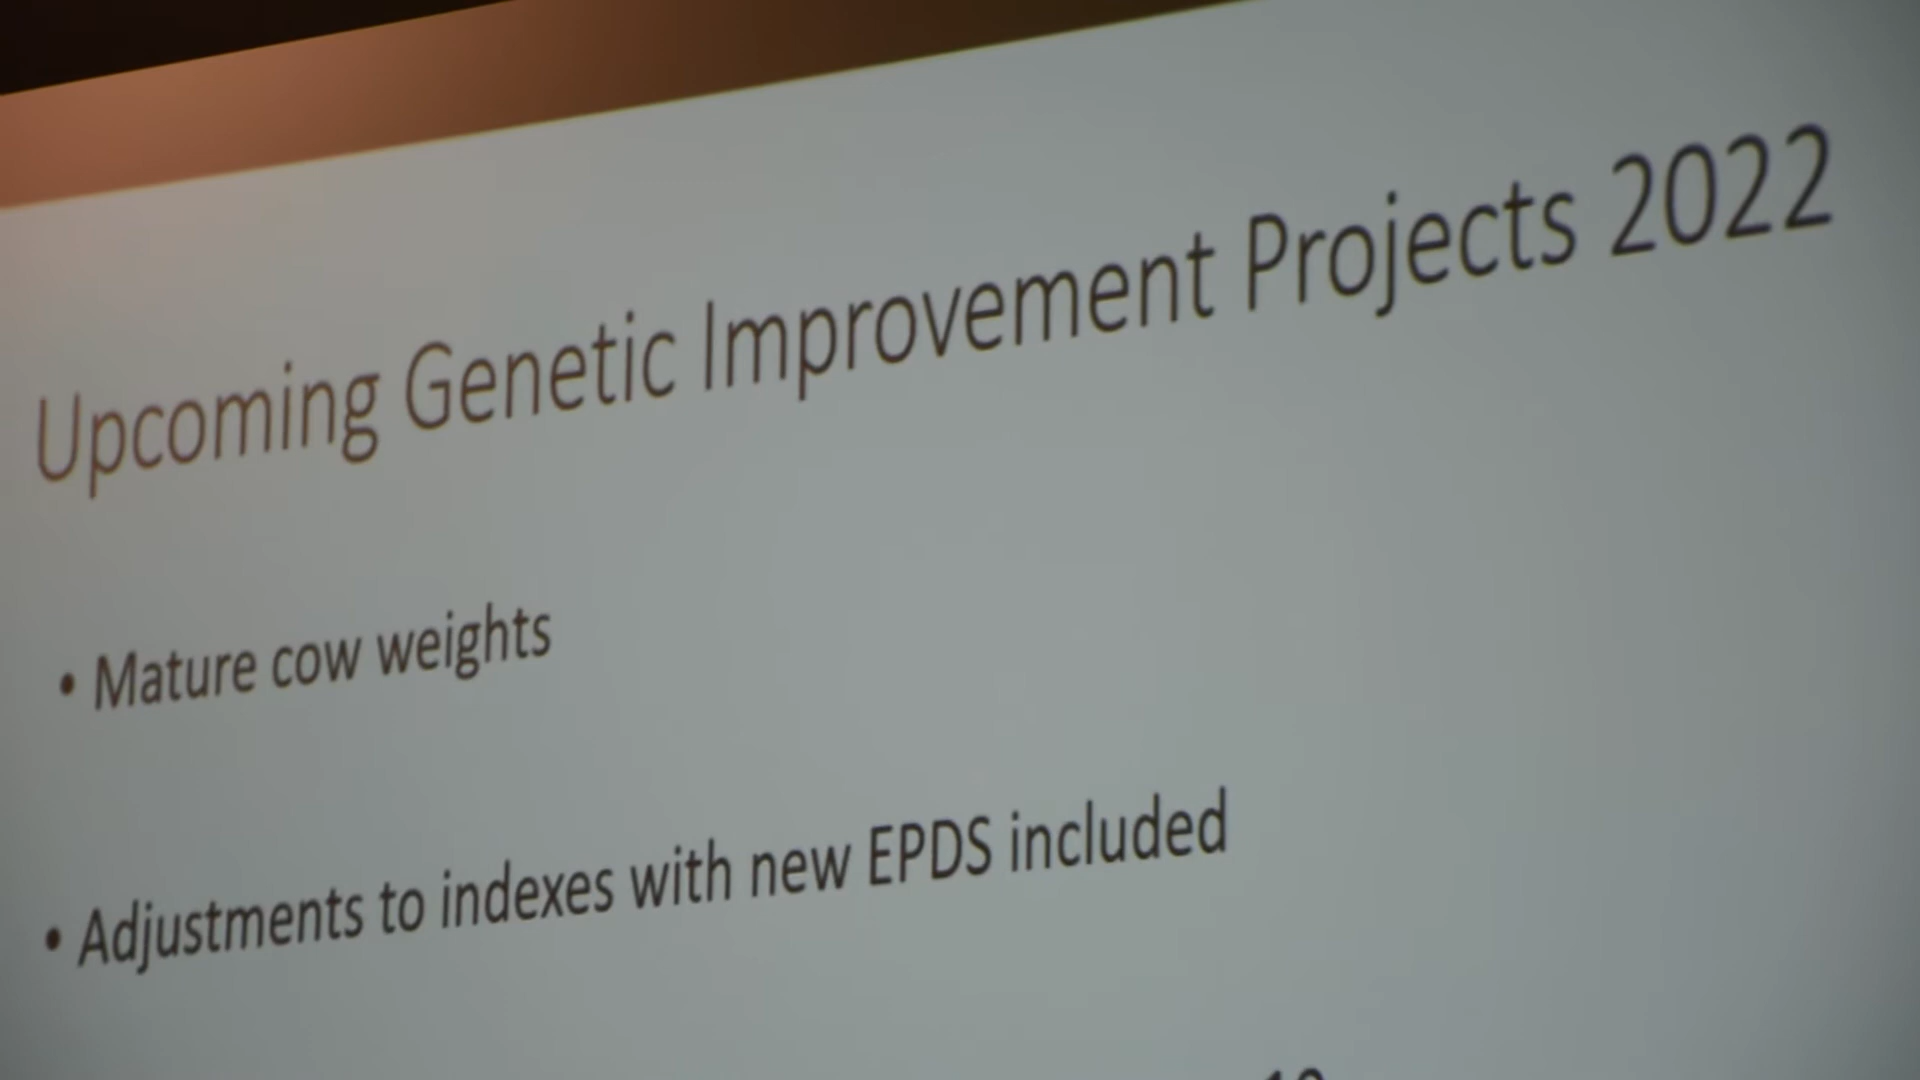 Upcoming Genetic Improvement Projects 2022
• Mature cow weights
• Adjustments to indexes with new EPDS included